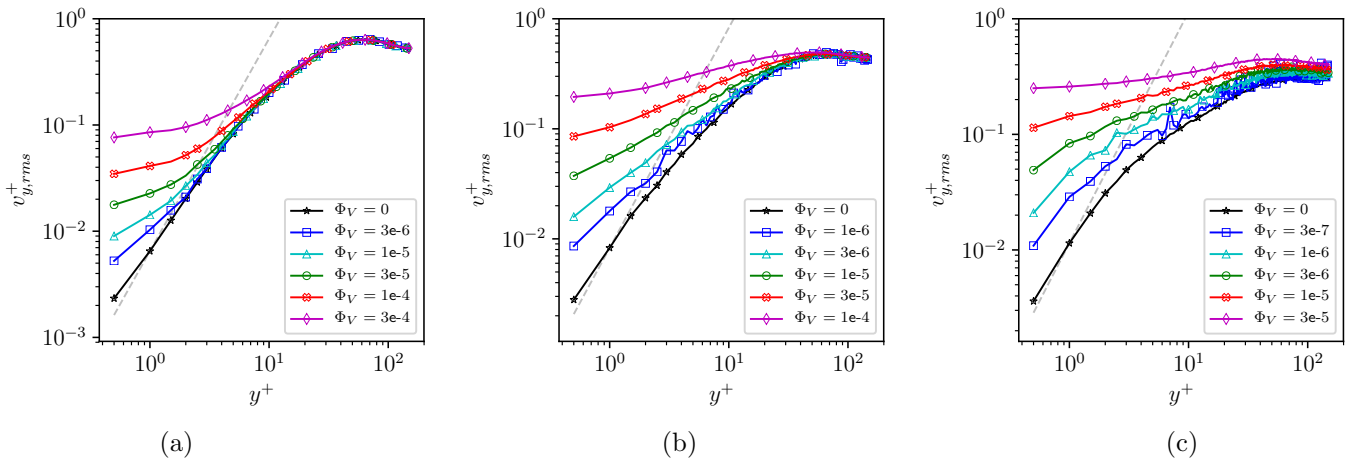 10^0
10^{-1}
10^{-2}
10^{-3}
v^+_{y,rms}
10^0 10^1 10^2
y^+
Φ_V = 0
Φ_V = 3e-6
Φ_V = 1e-5
Φ_V = 3e-5
Φ_V = 1e-4
Φ_V = 3e-4
(a)
10^0
10^{-1}
10^{-2}
v^+_{y,rms}
10^0 10^1 10^2
y^+
Φ_V = 0
Φ_V = 1e-6
Φ_V = 3e-6
Φ_V = 1e-5
Φ_V = 3e-5
Φ_V = 1e-4
(b)
10^0
10^{-1}
10^{-2}
v^+_{y,rms}
10^0 10^1 10^2
y^+
Φ_V = 0
Φ_V = 3e-7
Φ_V = 1e-6
Φ_V = 3e-6
Φ_V = 1e-5
Φ_V = 3e-5
(c)